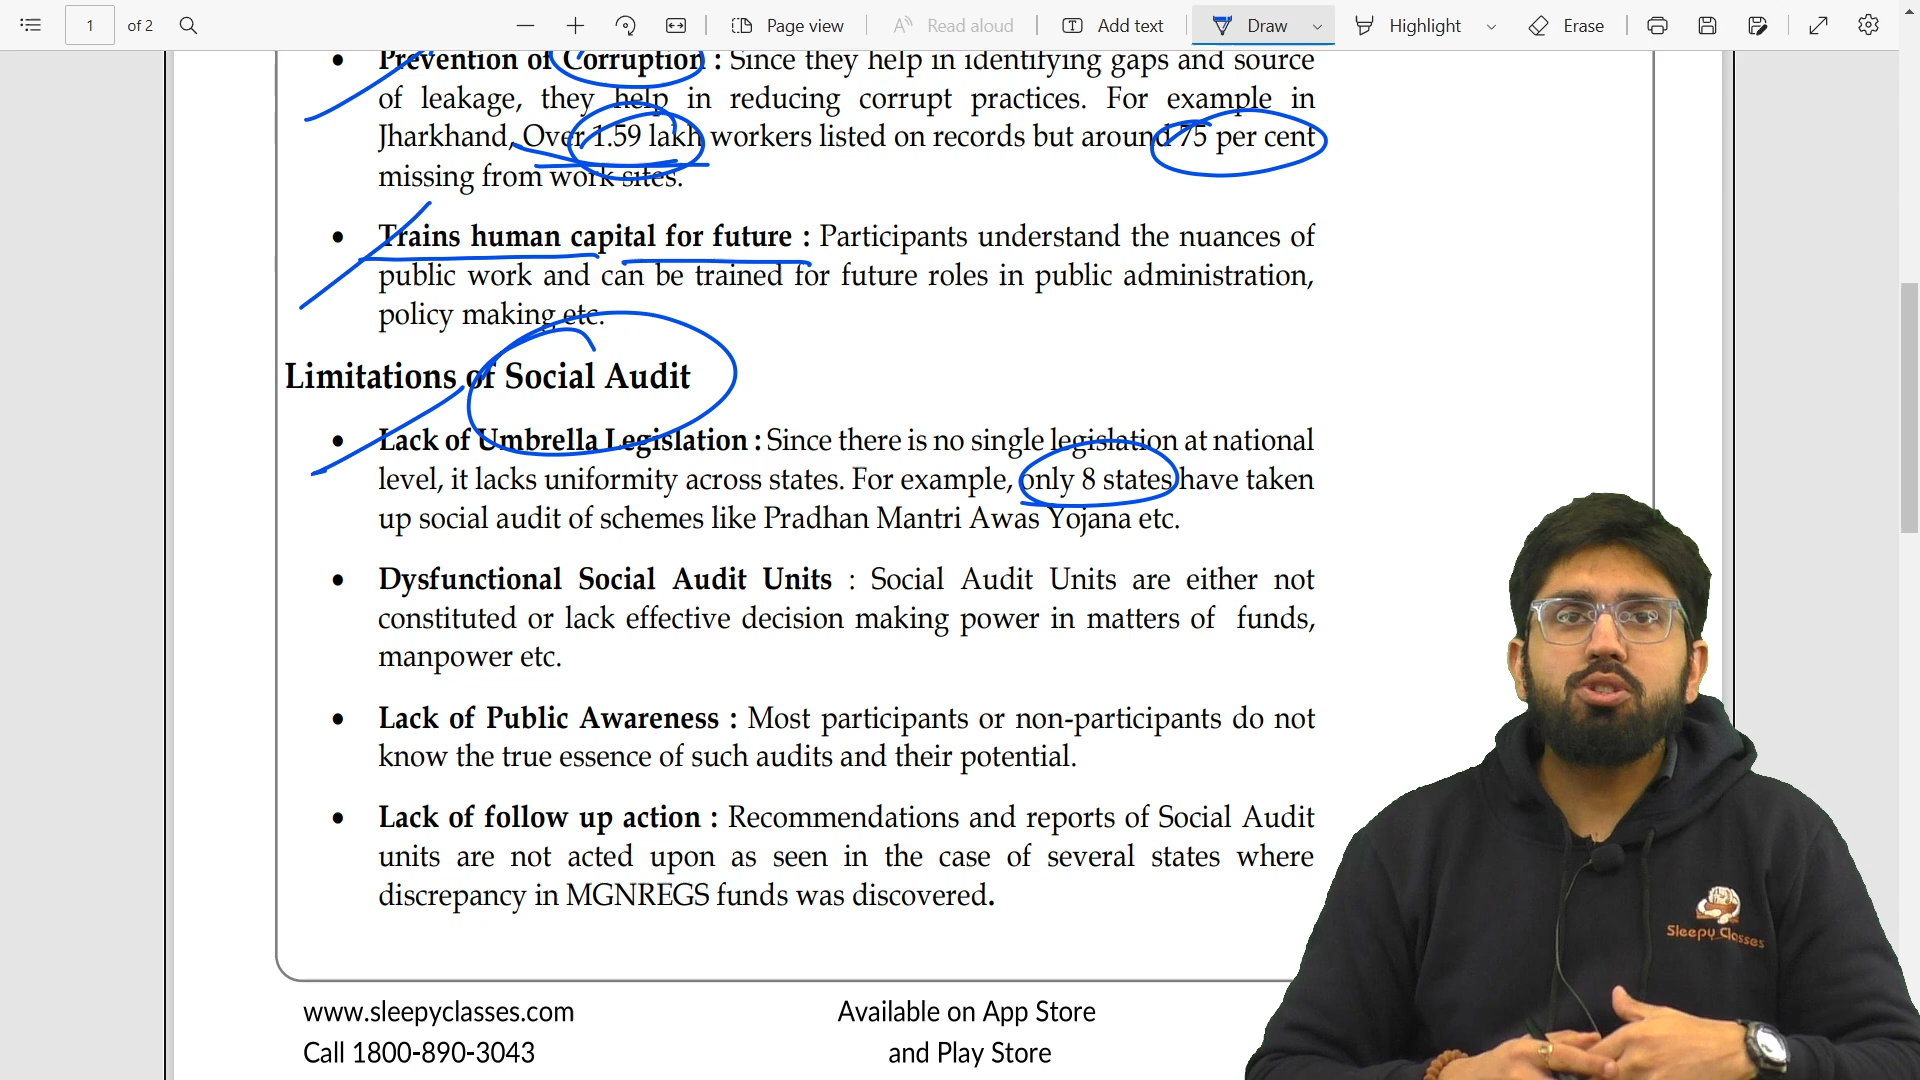 1 of 2 Page view Read aloud Add text Draw Highlight Erase
• Prevention of Corruption : Since they help in identifying gaps and source
of leakage, they help in reducing corrupt practices. For example in
Jharkhand, Over 1.59 lakh workers listed on records but around 75 per cent
missing from work sites.
• Trains human capital for future : Participants understand the nuances of
public work and can be trained for future roles in public administration,
policy making etc.
Limitations of Social Audit
• Lack of Umbrella Legislation : Since there is no single legislation at national
level, it lacks uniformity across states. For example, only 8 states have taken
up social audit of schemes like Pradhan Mantri Awas Yojana etc.
• Dysfunctional Social Audit Units : Social Audit Units are either not
constituted or lack effective decision making power in matters of funds,
manpower etc.
• Lack of Public Awareness : Most participants or non-participants do not
know the true essence of such audits and their potential.
• Lack of follow up action : Recommendations and reports of Social Audit
units are not acted upon as seen in the case of several states where
discrepancy in MGNREGS funds was discovered.
Sleepy Classes
www.sleepyclasses.com Available on App Store
Call 1800-890-3043 and Play Store